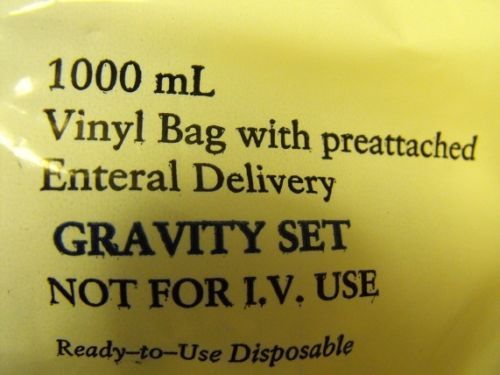 1000 mL
Vinyl Bag with preattached
Enteral Delivery
GRAVITY SET
NOT FOR I.V. USE
Ready-to-Use Disposable